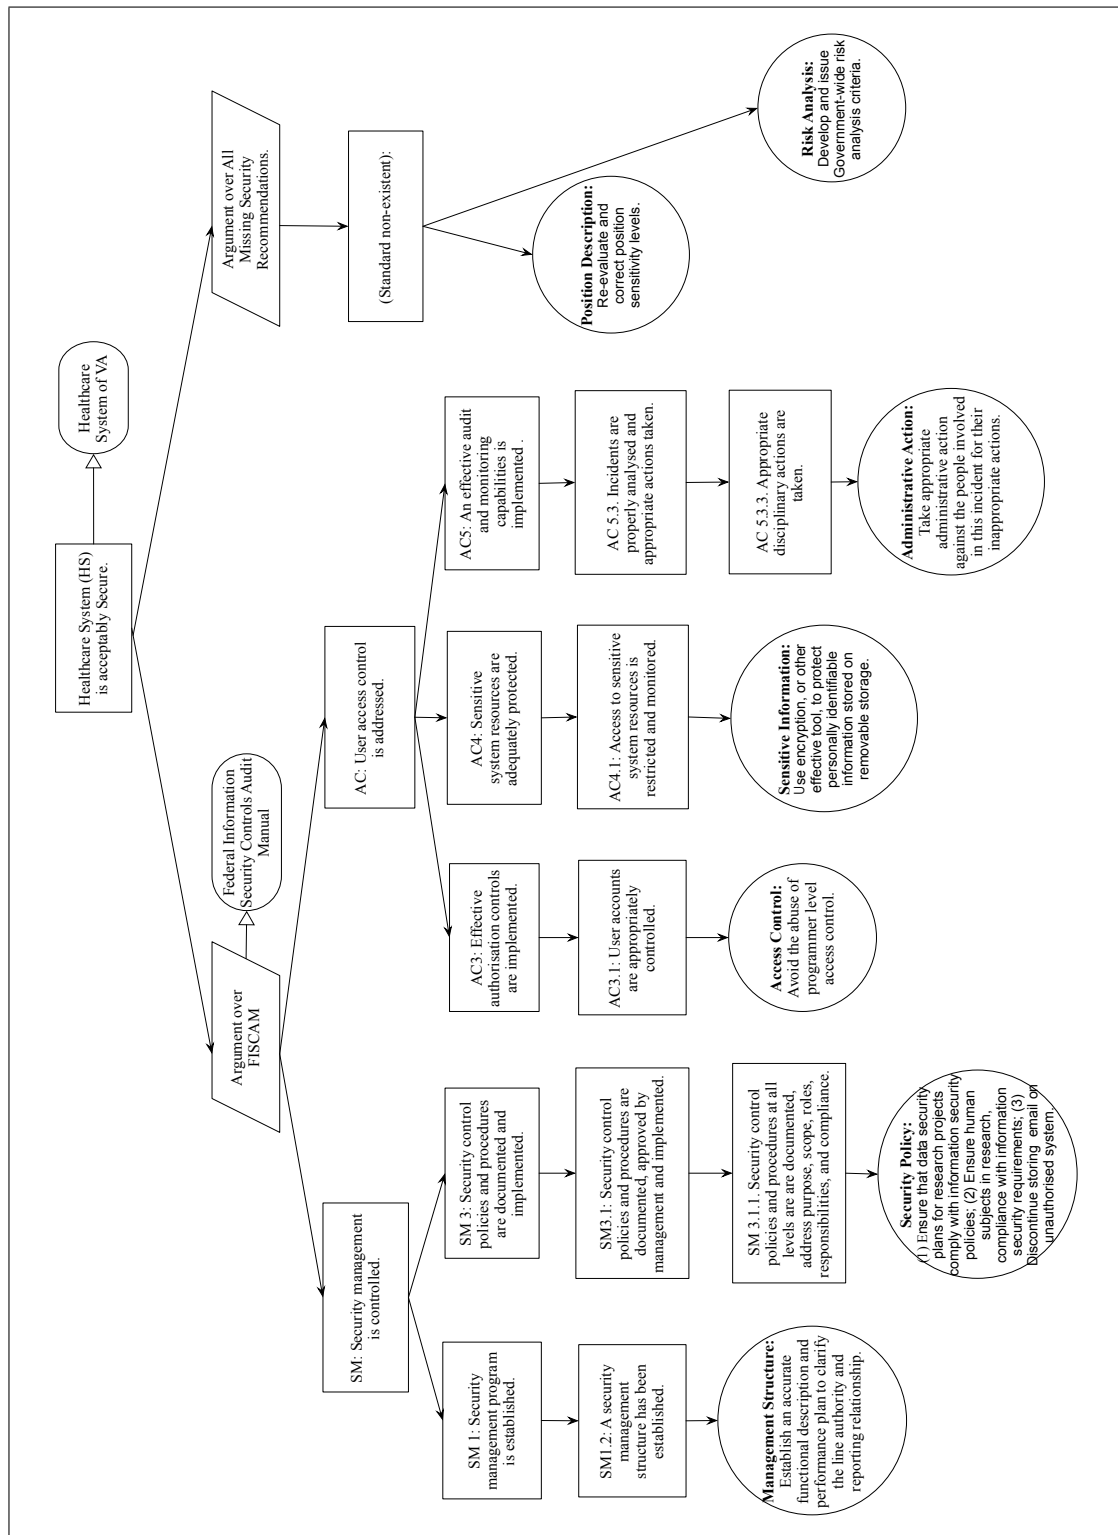 Healthcare System (HS)
is acceptably Secure.
Healthcare
System of VA
Argument over
FISCAM
Federal Information
Security Controls Audit
Manual
Argument over All
Missing Security
Recommendations.
SM: Security management
is controlled.
AC: User access control
is addressed.
(Standard non-existent):
SM 1: Security
management program
is established.
SM 3: Security control
policies and procedures
are documented and
implemented.
AC3: Effective
authorisation controls
are implemented.
AC4: Sensitive
system resources are
adequately protected.
AC5: An effective audit
and monitoring
capabilities is
implemented .
SM1.2: A security
management
structure has been
established.
SM3.1: Security control
policies and procedures are
documented, approved by
management and implemented.
AC3.1: User accounts
are appropriately
controlled.
AC4.1: Access to sensitive
system resources is
restricted and monitored.
AC 5.3. Incidents are
properly analysed and
appropriate actions taken.
SM 3.1.1. Security control
policies and procedures at all
levels are are documented,
address purpose, scope, roles,
responsibilities, and compliance.
AC 5.3.3. Appropriate
disciplinary actions are
taken.
Management Structure:
Establish an accurate
functional description and
performance plan to clarify
the line authority and
reporting relationship.
Security Policy:
(1) Ensure that data security
plans for research projects
comply with information security
policies; (2) Ensure human
subjects in research,
compliance with information
security requirements; (3)
Discontinue storing email on
unauthorised system.
Access Control:
Avoid the abuse of
programmer level
access control.
Sensitive Information:
Use encryption, or other
effective tool, to protect
personally identifiable
information stored on
removable storage.
Administrative Action:
Take appropriate
administrative action
against the people involved
in this incident for their
inappropriate actions.
Position Description:
Re-evaluate and
correct position
sensitivity levels.
Risk Analysis:
Develop and issue
Government-wide risk
analysis criteria.